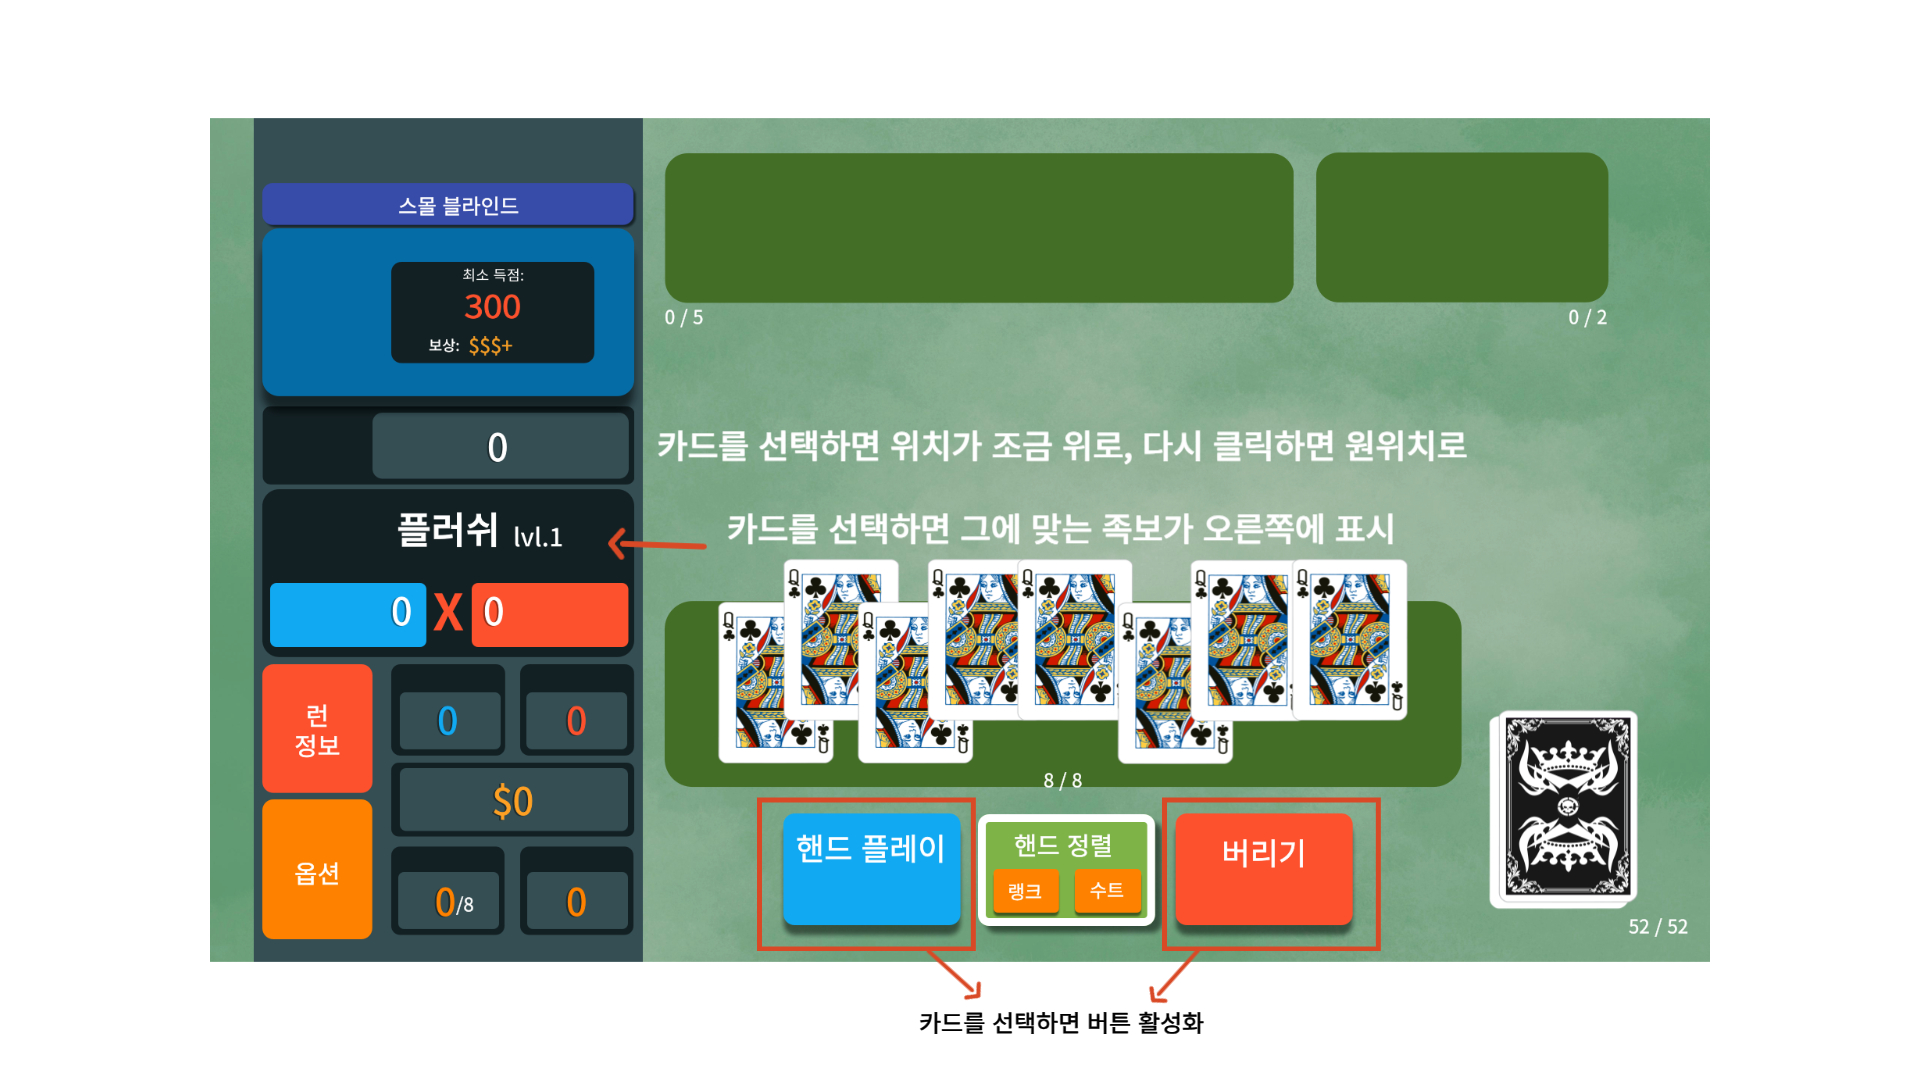 스몰 블라인드
최소 득점:
300
보상: $$$+
0
플러쉬 lvl.1
0 X 0
런
정보
0
0
$0
옵션
0/8
0
0 / 5
0 / 2
카드를 선택하면 위치가 조금 위로, 다시 클릭하면 원위치로
카드를 선택하면 그에 맞는 족보가 오른쪽에 표시
Q
Q
Q
Q
Q
Q
Q
Q
Q
Q
Q
Q
Q
8 / 8
핸드 플레이
핸드 정렬
랭크
수트
버리기
52 / 52
카드를 선택하면 버튼 활성화